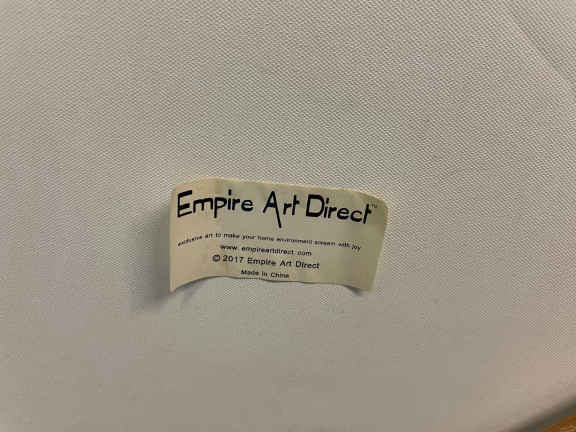 Empire Art Direct™
exclusive art to make your home environment screem with joy
www.empireartdirect.com
© 2017 Empire Art Direct
Made in China